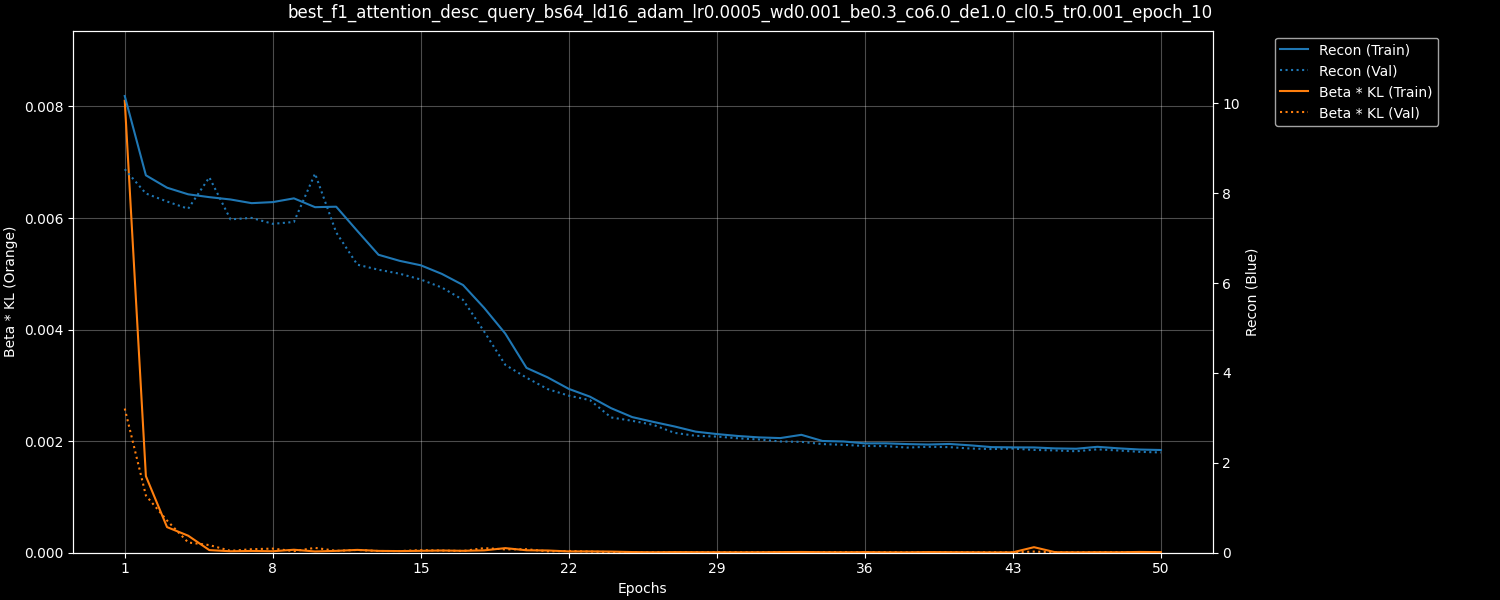 best_f1_attention_desc_query_bs64_ld16_adam_lr0.0005_wd0.001_be0.3_co6.0_de1.0_cl0.5_tr0.001_epoch_10
Recon (Train)
Recon (Val)
Beta * KL (Train)
Beta * KL (Val)
Beta * KL (Orange)
0.008
0.006
0.004
0.002
0.000
10
8
6
4
2
0
Recon (Blue)
1 8 15 22 29 36 43 50
Epochs